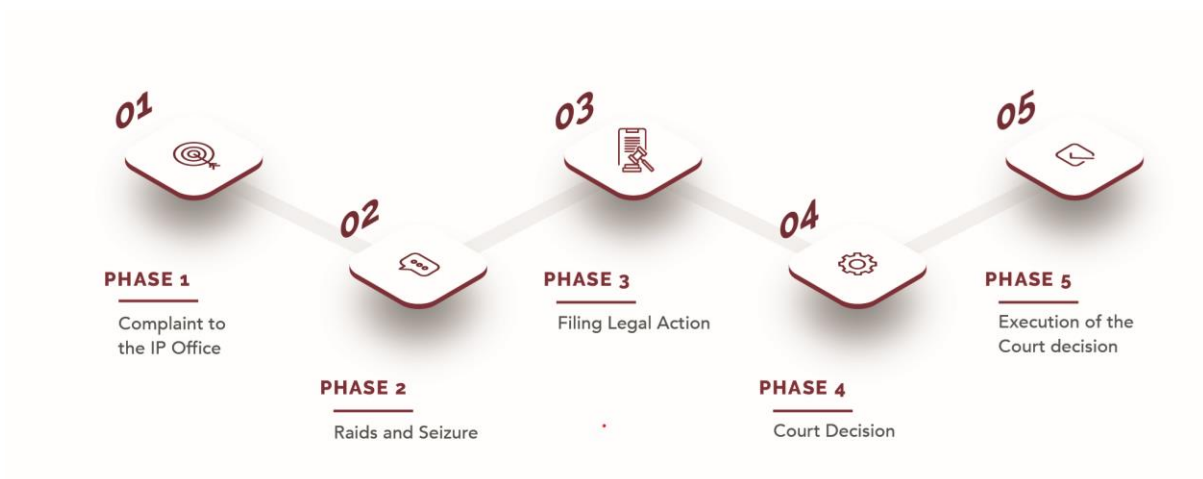 01
PHASE 1
Complaint to
the IP Office
02
PHASE 2
Raids and Seizure
03
PHASE 3
Filing Legal Action
04
PHASE 4
Court Decision
05
PHASE 5
Execution of the
Court decision